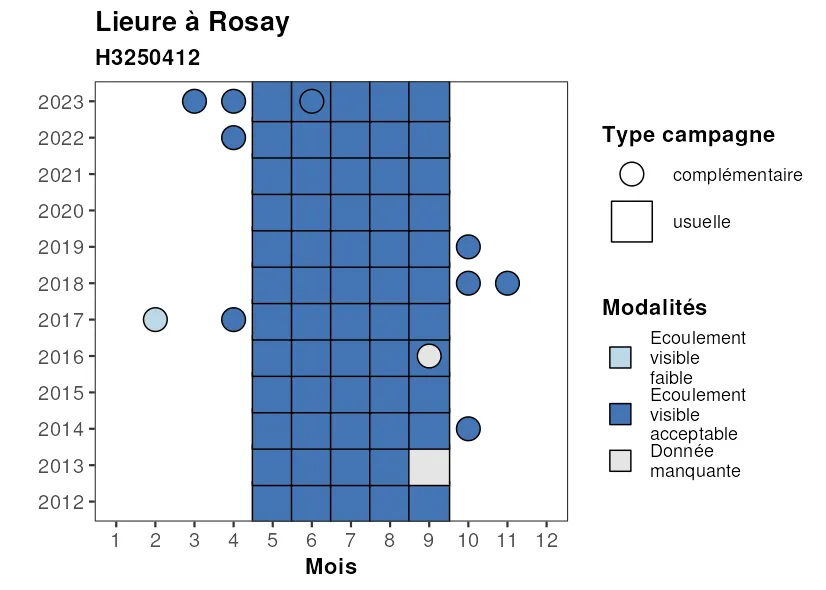 Lieure à Rosay
H3250412
2023
2022
2021
2020
2019
2018
2017
2016
2015
2014
2013
2012
1 2 3 4 5 6 7 8 9 10 11 12
Mois
Type campagne
complémentaire
usuelle
Modalités
Ecoulement
visible
faible
Ecoulement
visible
acceptable
Donnée
manquante